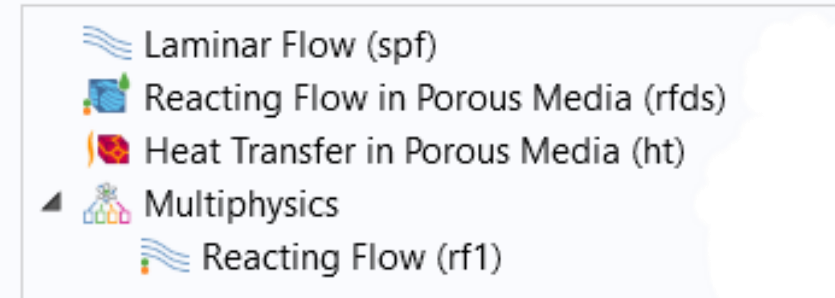 Laminar Flow (spf)
Reacting Flow in Porous Media (rfds)
Heat Transfer in Porous Media (ht)
Multiphysics
Reacting Flow (rf1)